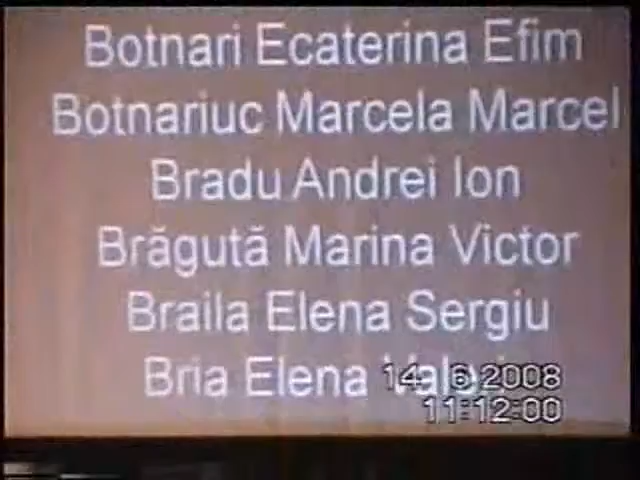 Botnari Ecaterina Efim
Botnariuc Marcela Marcel
Bradu Andrei Ion
Brăguță Marina Victor
Braila Elena Sergiu
Bria Elena
14. 6.2008
11:12:00